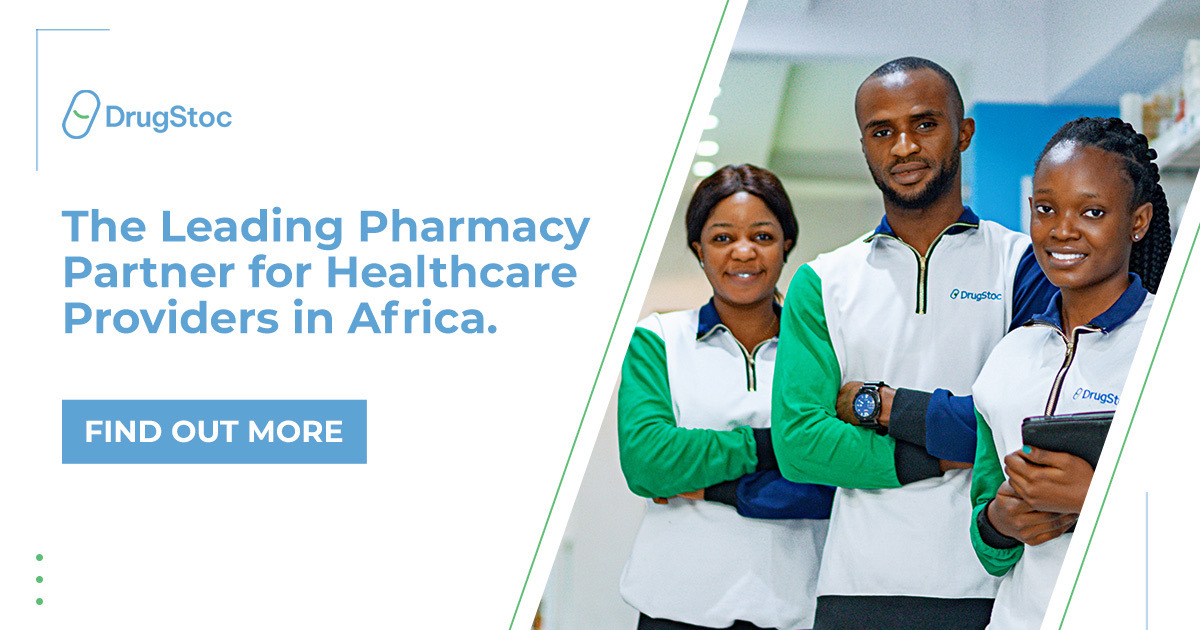 DrugStoc
The Leading Pharmacy
Partner for Healthcare
Providers in Africa.
FIND OUT MORE
DrugStoc
DrugSt